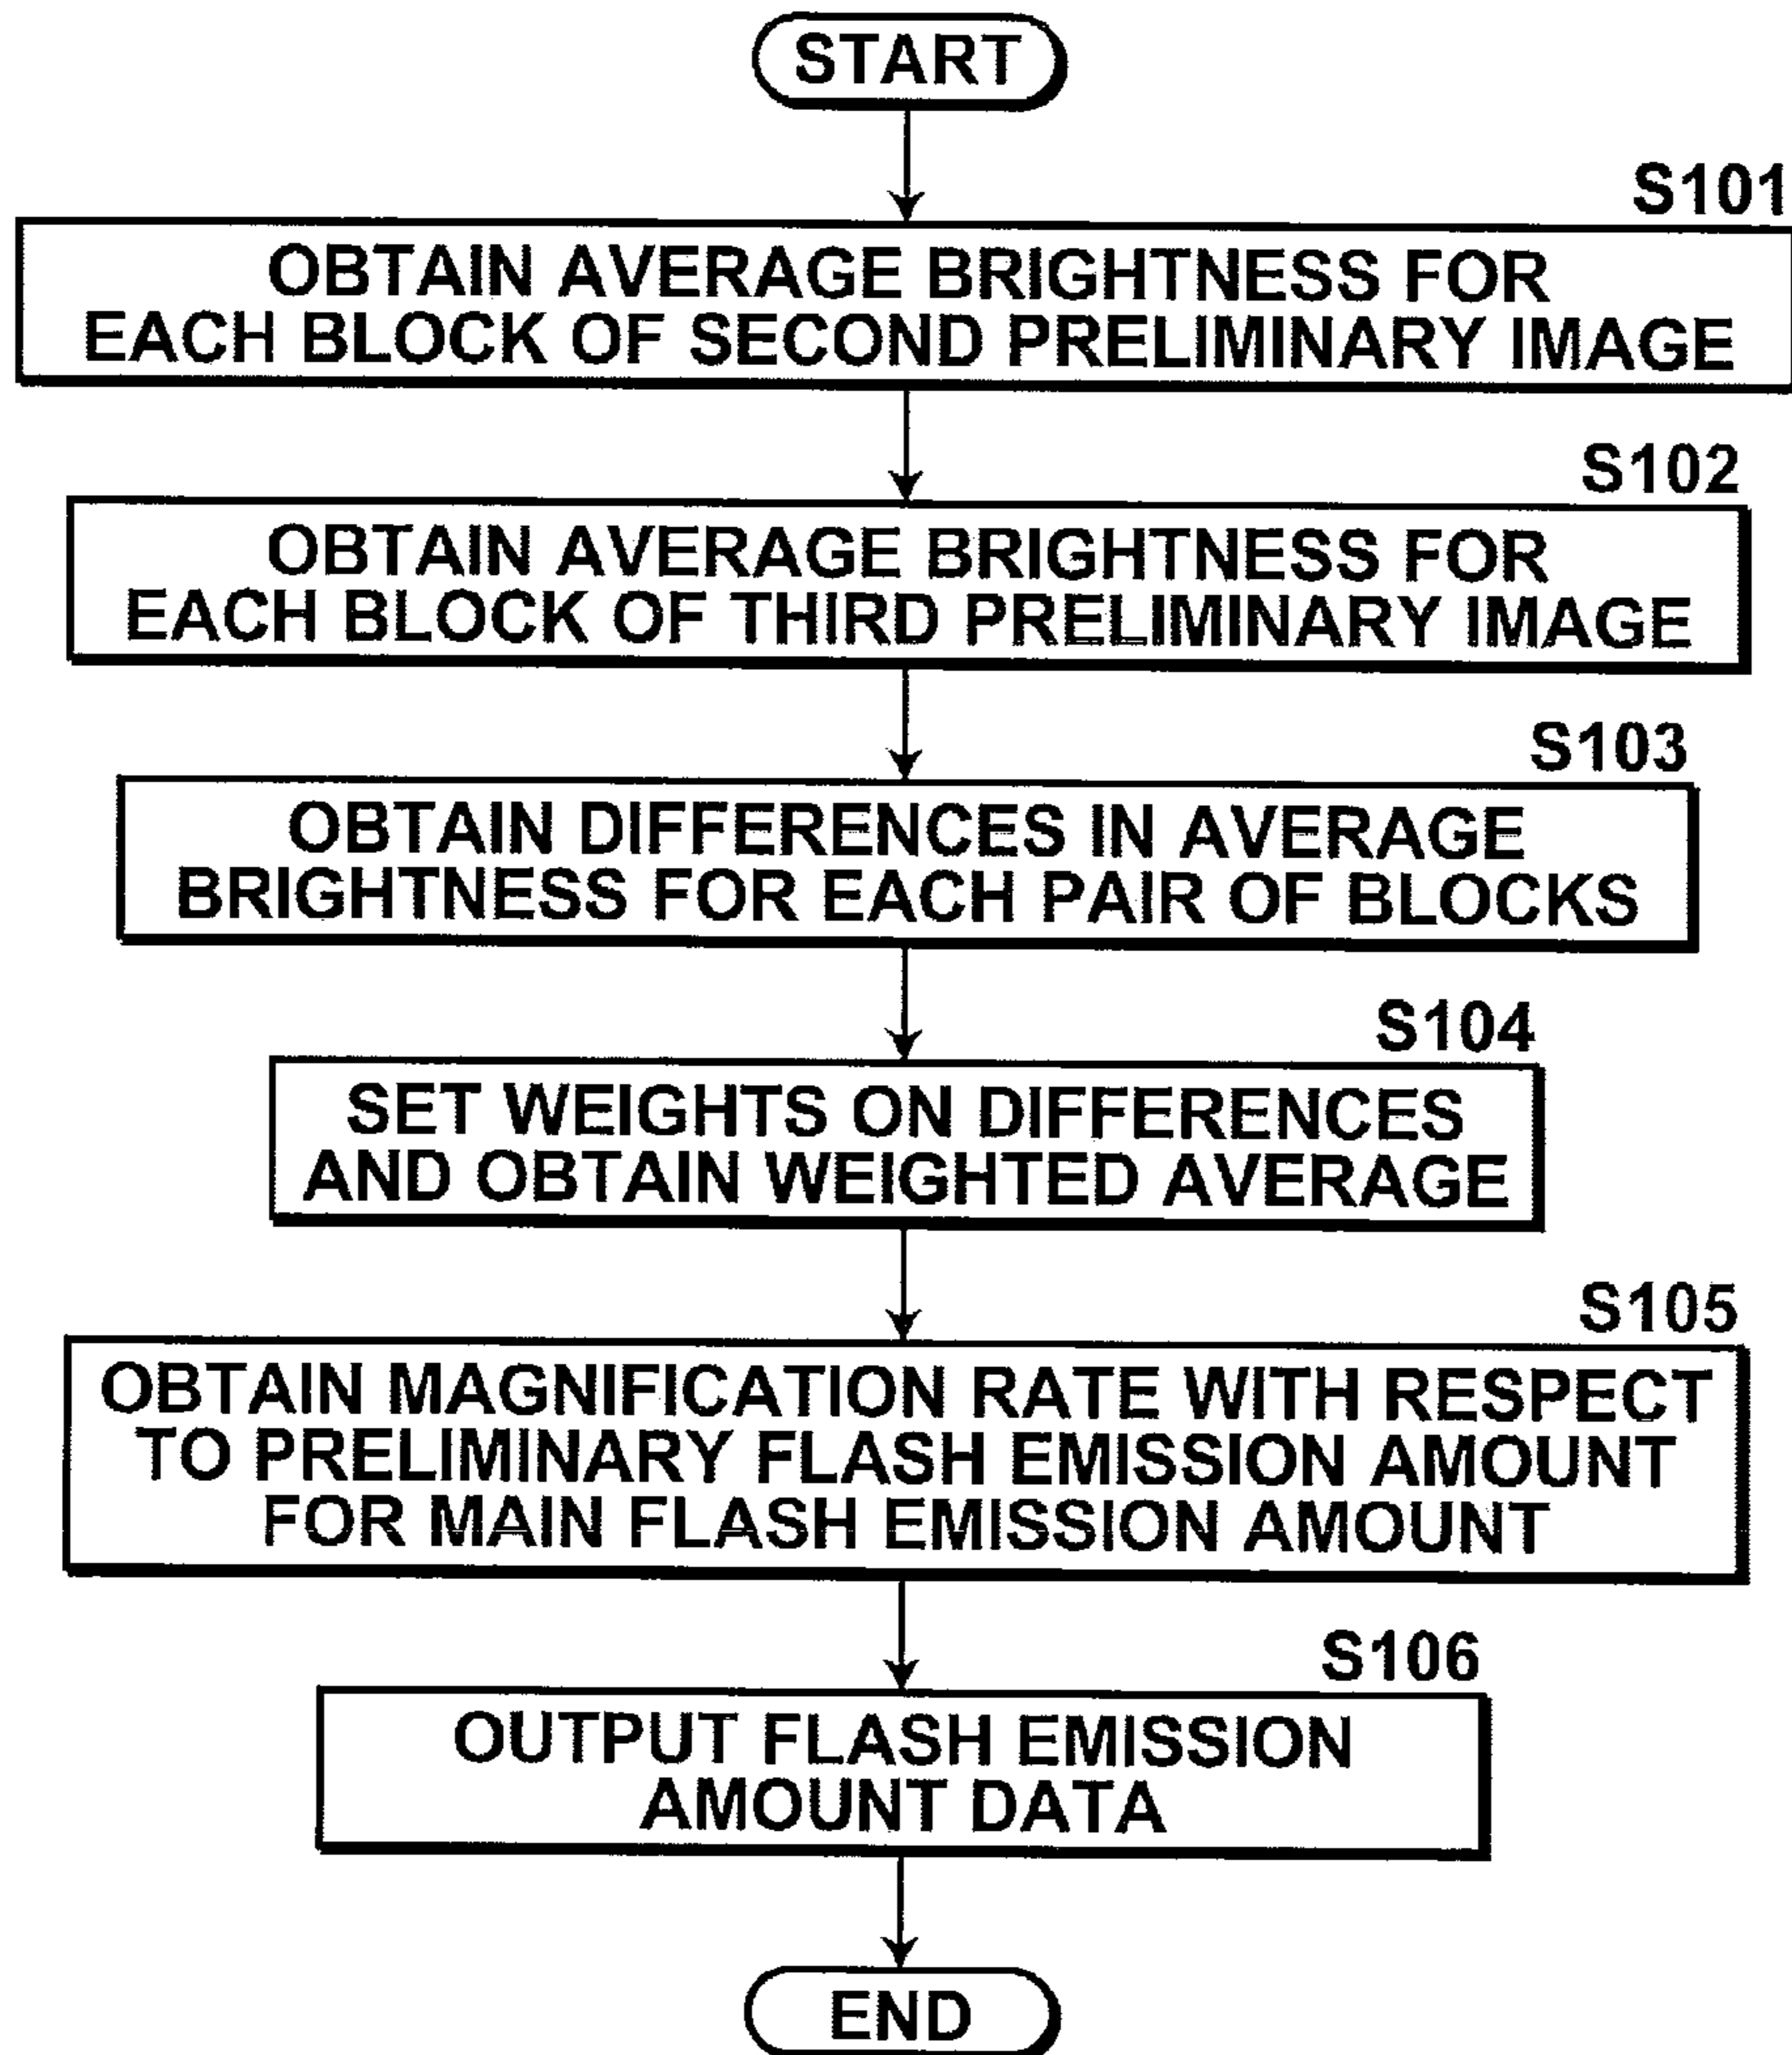 START
S101
OBTAIN AVERAGE BRIGHTNESS FOR
EACH BLOCK OF SECOND PRELIMINARY IMAGE
S102
OBTAIN AVERAGE BRIGHTNESS FOR
EACH BLOCK OF THIRD PRELIMINARY IMAGE
S103
OBTAIN DIFFERENCES IN AVERAGE
BRIGHTNESS FOR EACH PAIR OF BLOCKS
S104
SET WEIGHTS ON DIFFERENCES
AND OBTAIN WEIGHTED AVERAGE
S105
OBTAIN MAGNIFICATION RATE WITH RESPECT
TO PRELIMINARY FLASH EMISSION AMOUNT
FOR MAIN FLASH EMISSION AMOUNT
S106
OUTPUT FLASH EMISSION
AMOUNT DATA
END